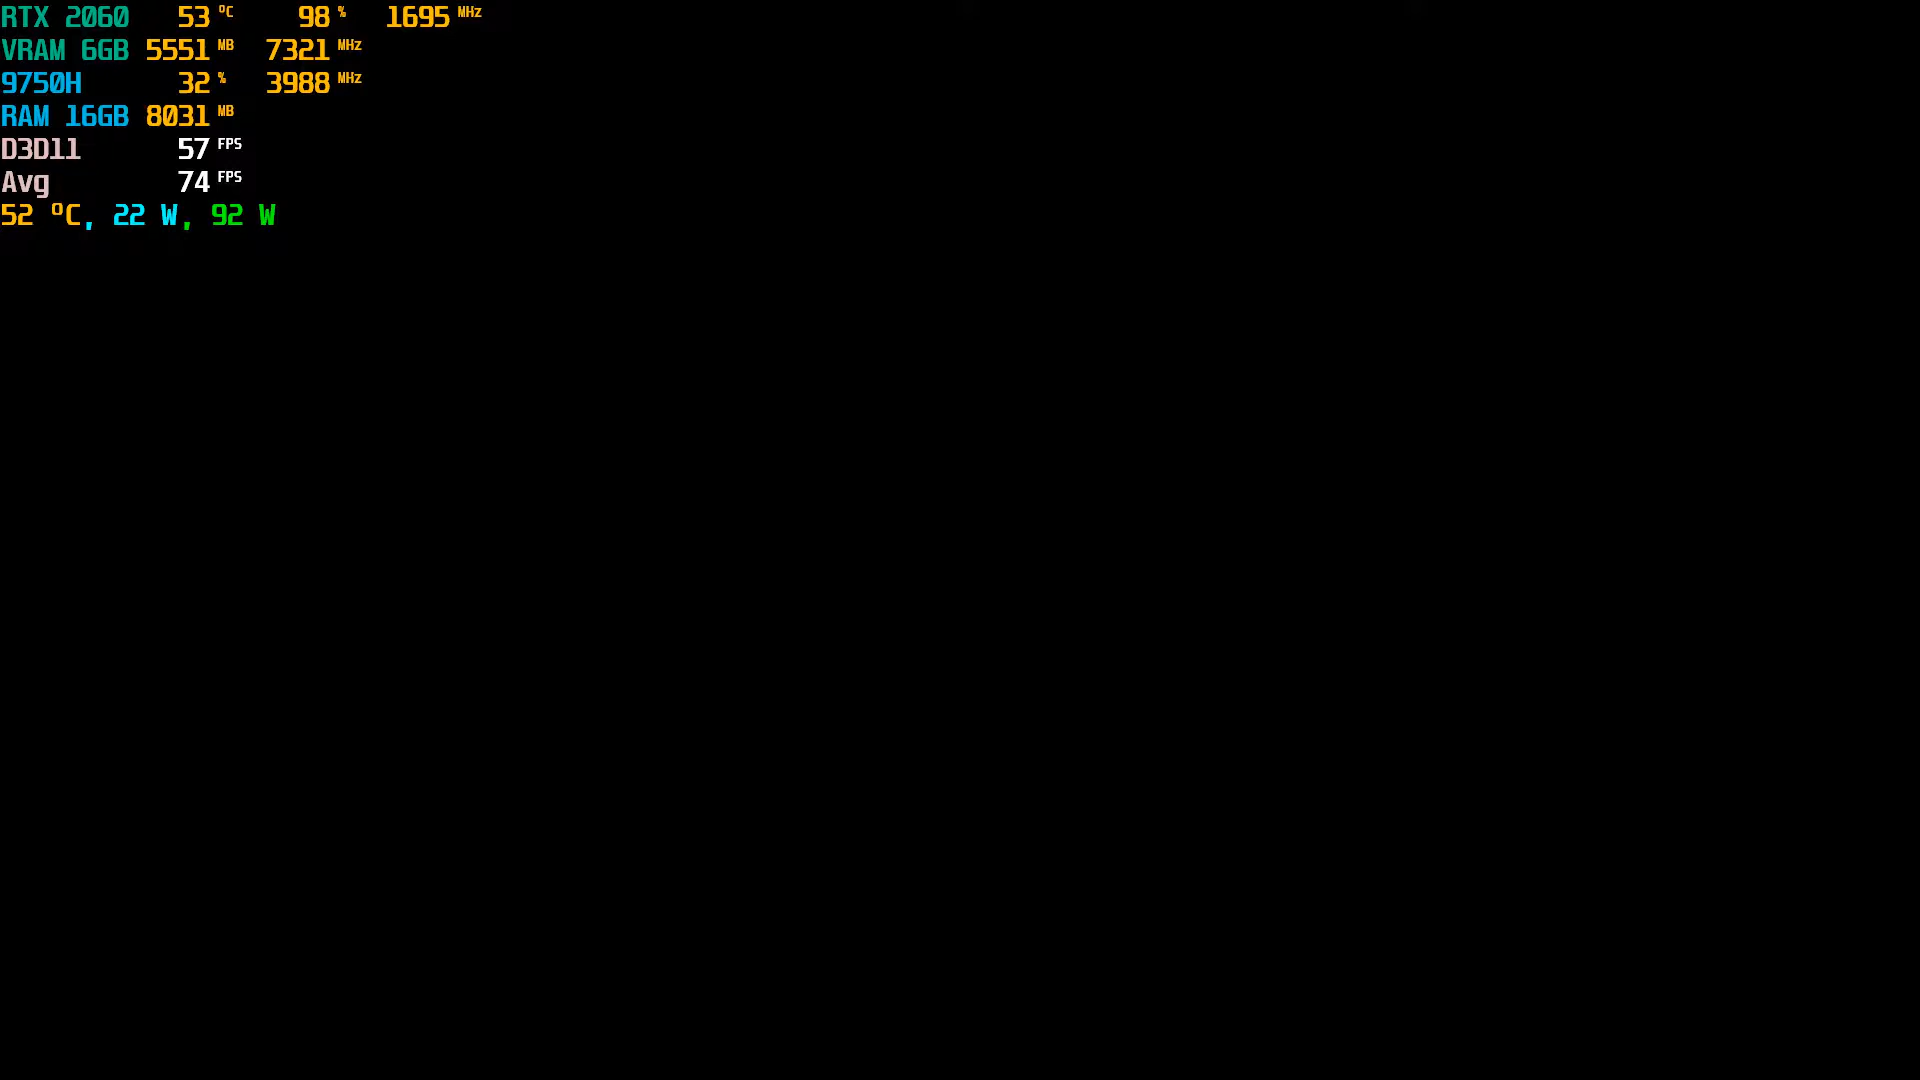 RTX 2060 53 °C 98 % 1695 MHz
VRAM 6GB 5551 MB 7321 MHz
9750H 32 % 3988 MHz
RAM 16GB 8031 MB
D3D11 57 FPS
Avg 74 FPS
52 °C, 22 W, 92 W